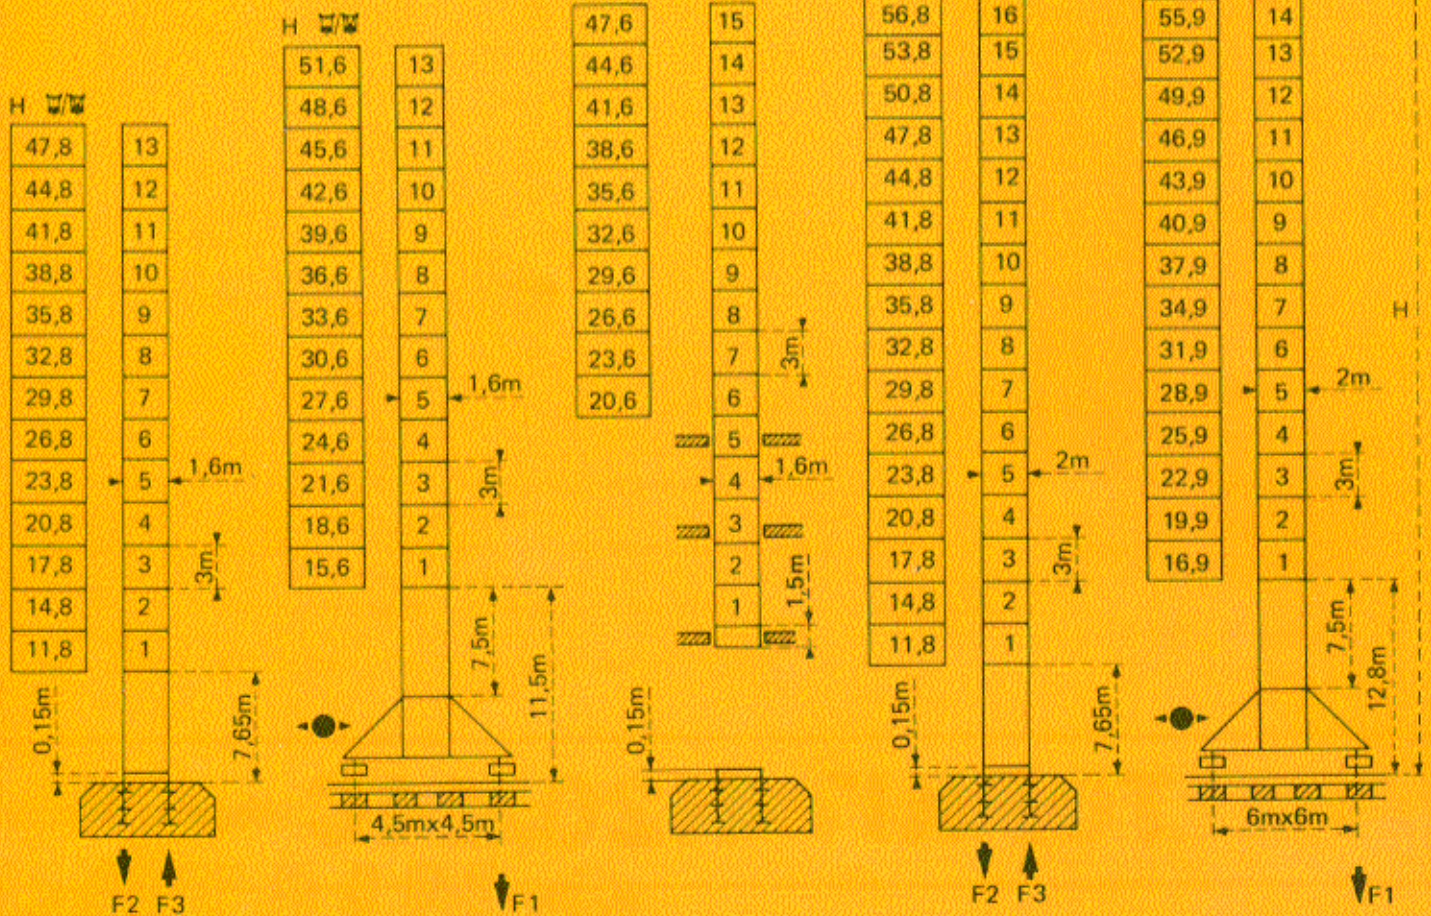 H
47,8 13
44,8 12
41,8 11
38,8 10
35,8 9
32,8 8
29,8 7
26,8 6
23,8 5 1,6m
20,8 4
17,8 3 3m
14,8 2
11,8 1
0,15m
7,65m
F2 F3
H
51,6 13
48,6 12
45,6 11
42,6 10
39,6 9
36,6 8
33,6 7
30,6 6
27,6 5 1,6m
24,6 4
21,6 3 3m
18,6 2
15,6 1
7,5m
11,5m
4,5mx4,5m
F1
47,6 15
44,6 14
41,6 13
38,6 12
35,6 11
32,6 10
29,6 9
26,6 8
23,6 7 3m
20,6 6
5
4 1,6m
3
2
1 1,5m
0,15m
56,8 16
53,8 15
50,8 14
47,8 13
44,8 12
41,8 11
38,8 10
35,8 9
32,8 8
29,8 7
26,8 6
23,8 5 2m
20,8 4
17,8 3 3m
14,8 2
11,8 1
0,15m
7,65m
F2 F3
55,9 14
52,9 13
49,9 12
46,9 11
43,9 10
40,9 9
37,9 8
34,9 7
31,9 6
28,9 5 2m
25,9 4
22,9 3 3m
19,9 2
16,9 1
7,5m
12,8m
H
6mx6m
F1